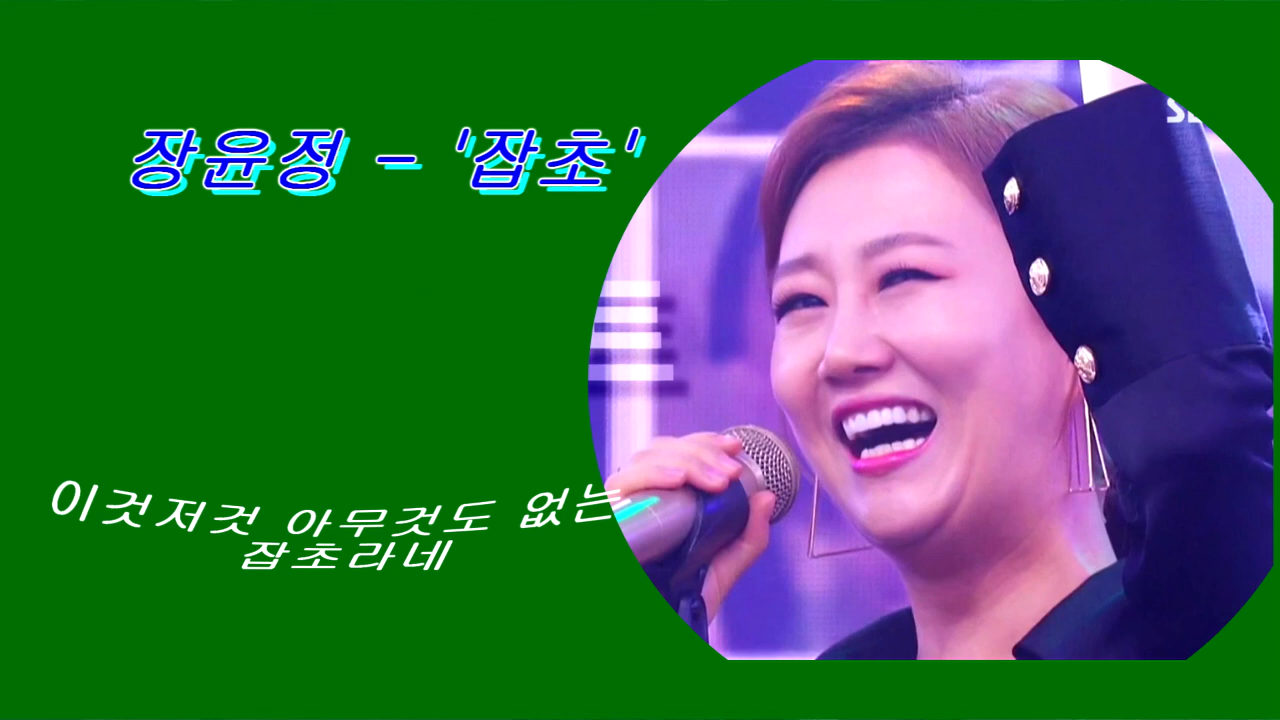 장윤정 - '잡초'
이것저것 아무것도 없는
잡초라네